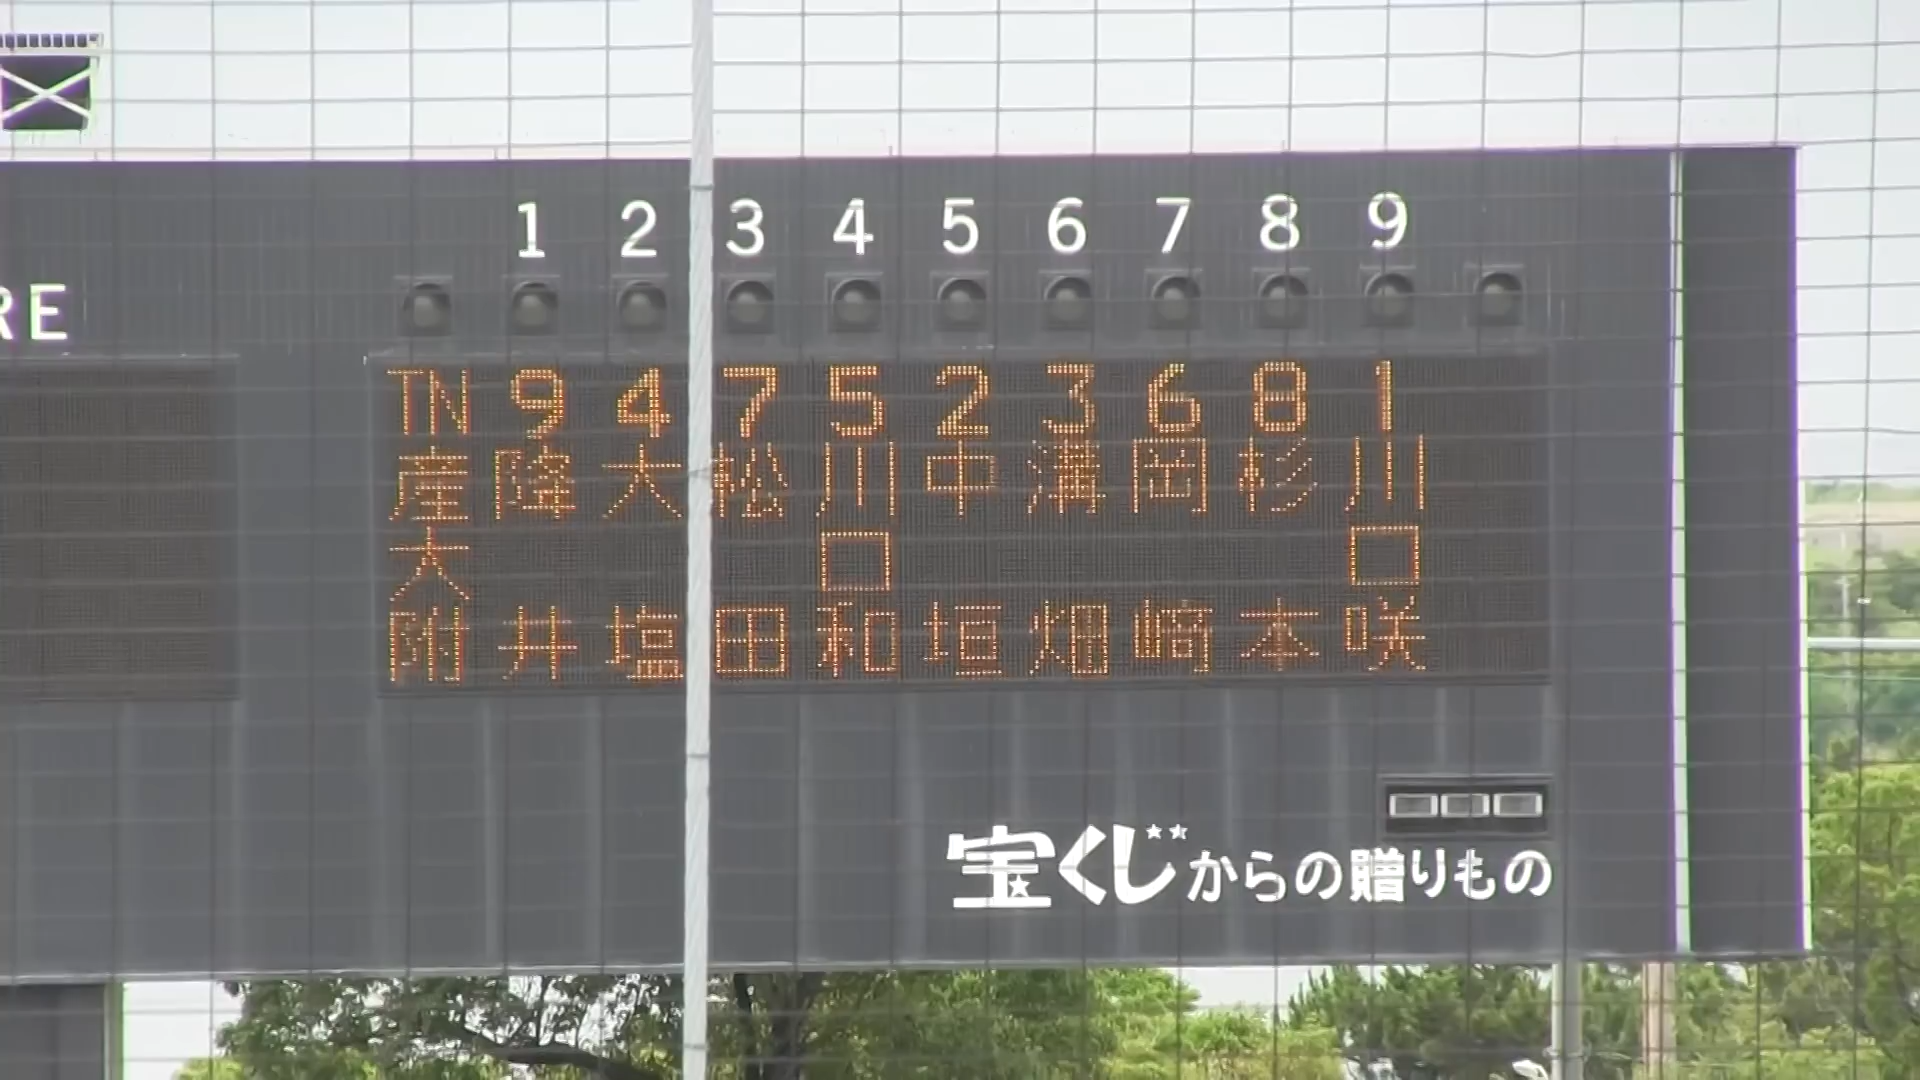 1 2 3 4 5 6 7 8 9
RE
TN 9 4 7 5 2 3 6 8 1
産大附
降井
大塩
松田
川口和
中垣
溝畑
岡﨑
杉本
川口咲
宝くじからの贈りもの